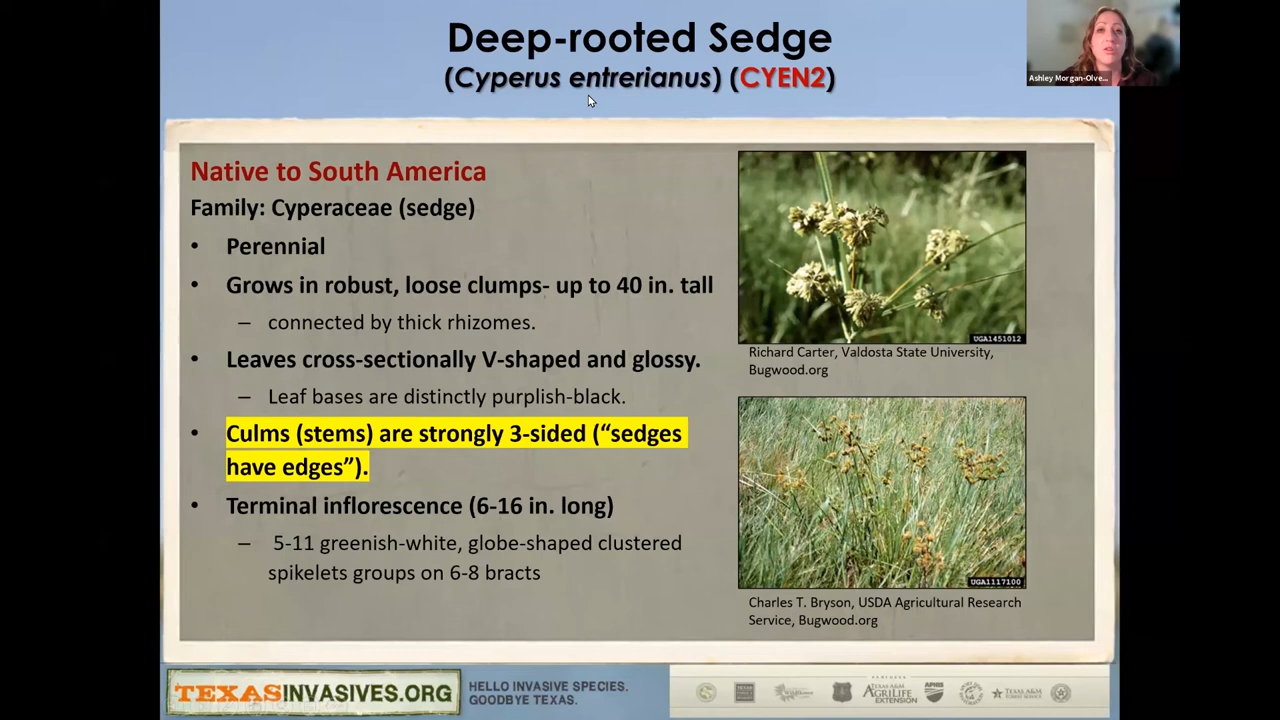 Deep-rooted Sedge
(Cyperus entrerianus) (CYEN2)
Ashley Morgan-Olve...
Native to South America
Family: Cyperaceae (sedge)
• Perennial
• Grows in robust, loose clumps- up to 40 in. tall
– connected by thick rhizomes.
• Leaves cross-sectionally V-shaped and glossy.
– Leaf bases are distinctly purplish-black.
• Culms (stems) are strongly 3-sided (“sedges
have edges”).
• Terminal inflorescence (6-16 in. long)
– 5-11 greenish-white, globe-shaped clustered
spikelets groups on 6-8 bracts
UGA1451012
Richard Carter, Valdosta State University,
Bugwood.org
UGA1117100
Charles T. Bryson, USDA Agricultural Research
Service, Bugwood.org
TEXASINVASIVES.ORG
HELLO INVASIVE SPECIES.
GOODBYE TEXAS.
TEXAS A&M
AGRILIFE
EXTENSION
APHIS
TEXAS A&M